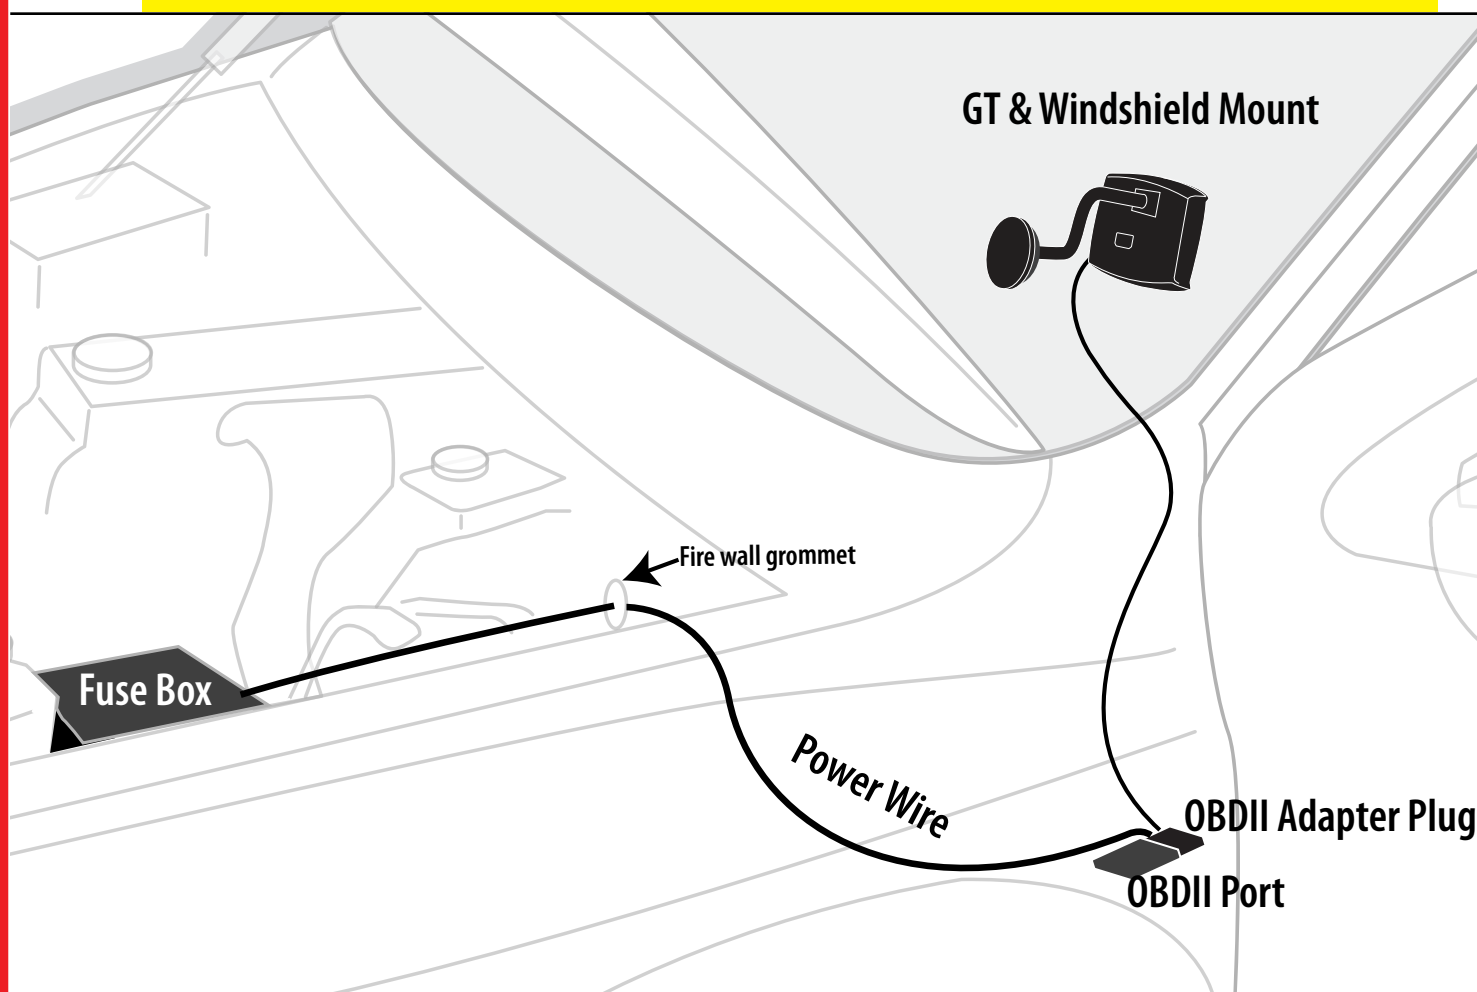 GT & Windshield Mount
Fire wall grommet
Fuse Box
Power Wire
OBDII Adapter Plug
OBDII Port